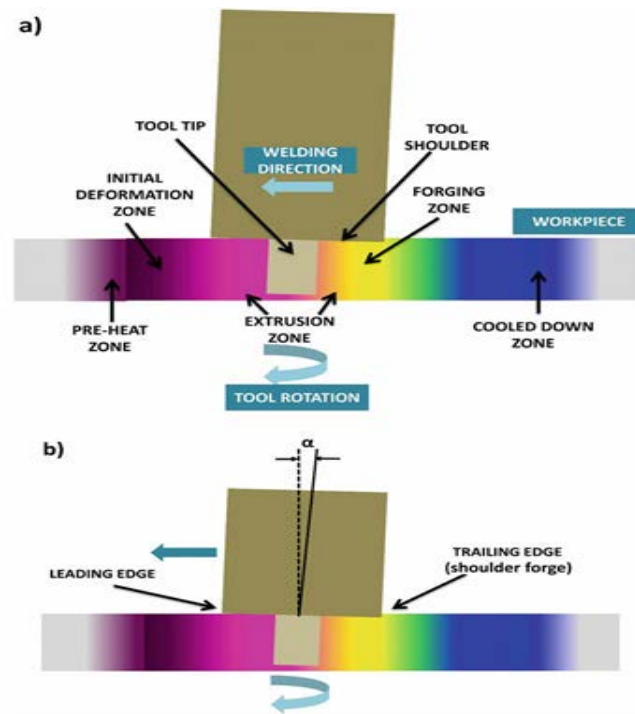 a)
TOOL TIP
WELDING
DIRECTION
TOOL
SHOULDER
INITIAL
DEFORMATION
ZONE
FORGING
ZONE
WORKPIECE
PRE-HEAT
ZONE
EXTRUSION
ZONE
COOLED DOWN
ZONE
TOOL ROTATION
b)
α
LEADING EDGE
TRAILING EDGE
(shoulder forge)